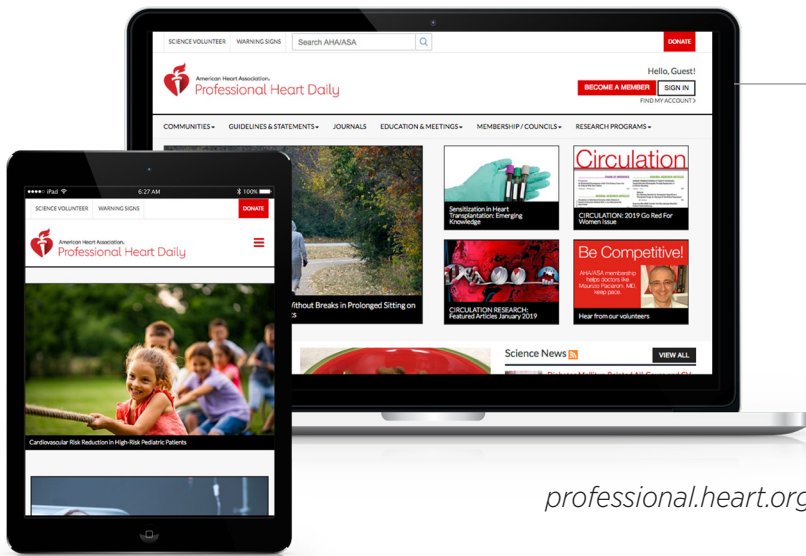 SCIENCE VOLUNTEER
WARNING SIGNS
Search AHA/ASA
DONATE
American Heart Association.
Professional Heart Daily
Hello, Guest!
BECOME A MEMBER
SIGN IN
FIND MY ACCOUNT >
COMMUNITIES
GUIDELINES & STATEMENTS
JOURNALS
EDUCATION & MEETINGS
MEMBERSHIP / COUNCILS
RESEARCH PROGRAMS
Without Breaks in Prolonged Sitting on
Sensitization in Heart
Transplantation: Emerging
Knowledge
Circulation
CIRCULATION: 2019 Go Red For
Women Issue
CIRCULATION RESEARCH:
Featured Articles January 2019
Be Competitive!
AHA/ASA membership
helps doctors like
Maurizio Pacaroni, MD,
keep pace.
Hear from our volunteers
Science News
VIEW ALL
iPad
6:27 AM
100%
SCIENCE VOLUNTEER
WARNING SIGNS
DONATE
American Heart Association.
Professional Heart Daily
Cardiovascular Risk Reduction in High-Risk Pediatric Patients
professional.heart.org